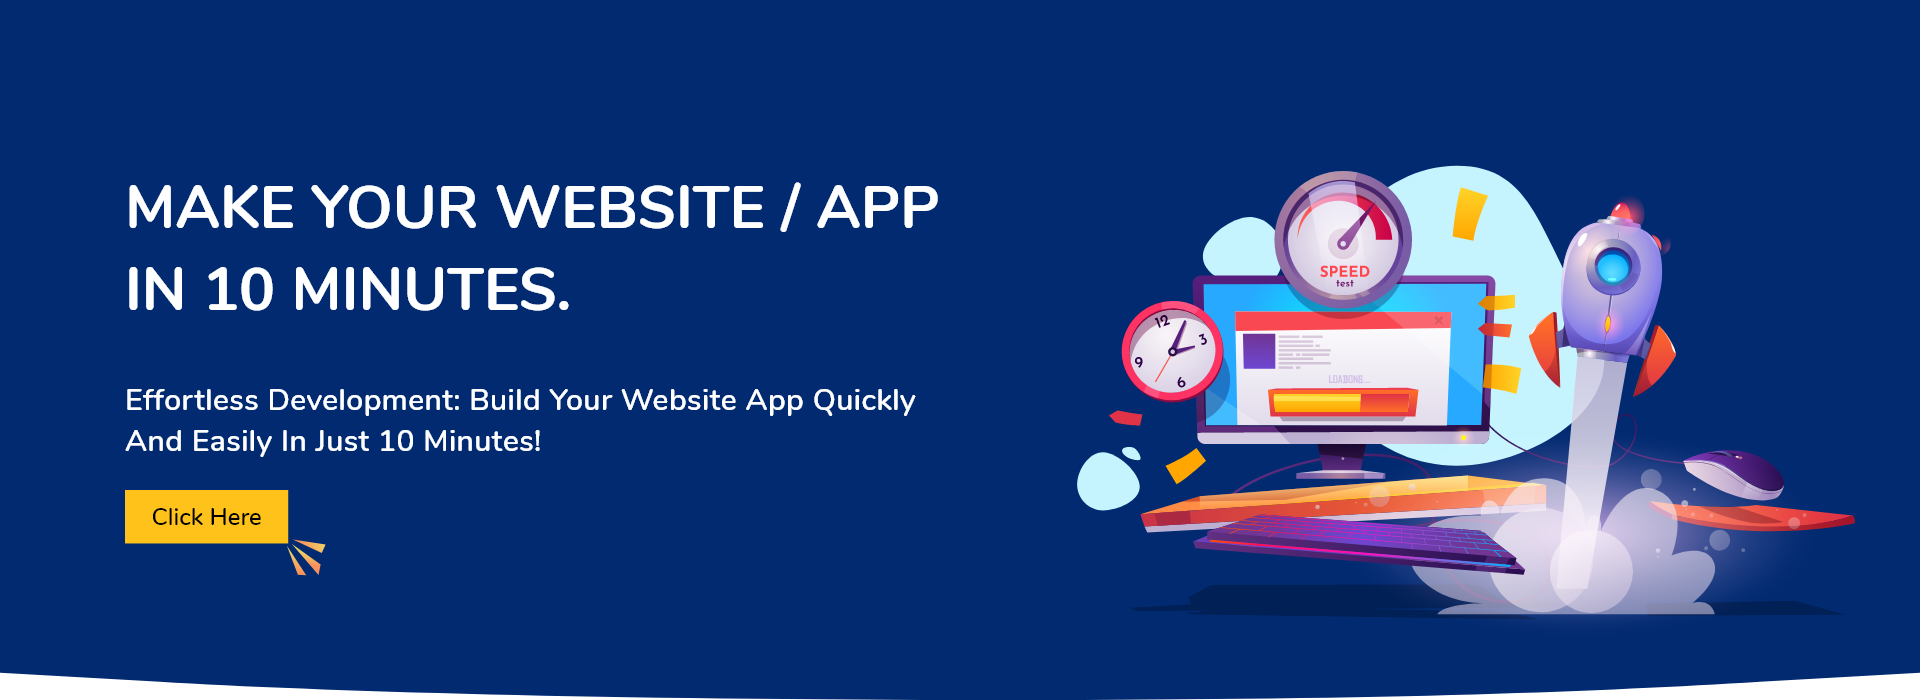 MAKE YOUR WEBSITE / APP
IN 10 MINUTES.
Effortless Development: Build Your Website App Quickly
And Easily In Just 10 Minutes!
Click Here
SPEED
test
12
3
9
6
LOADONG...